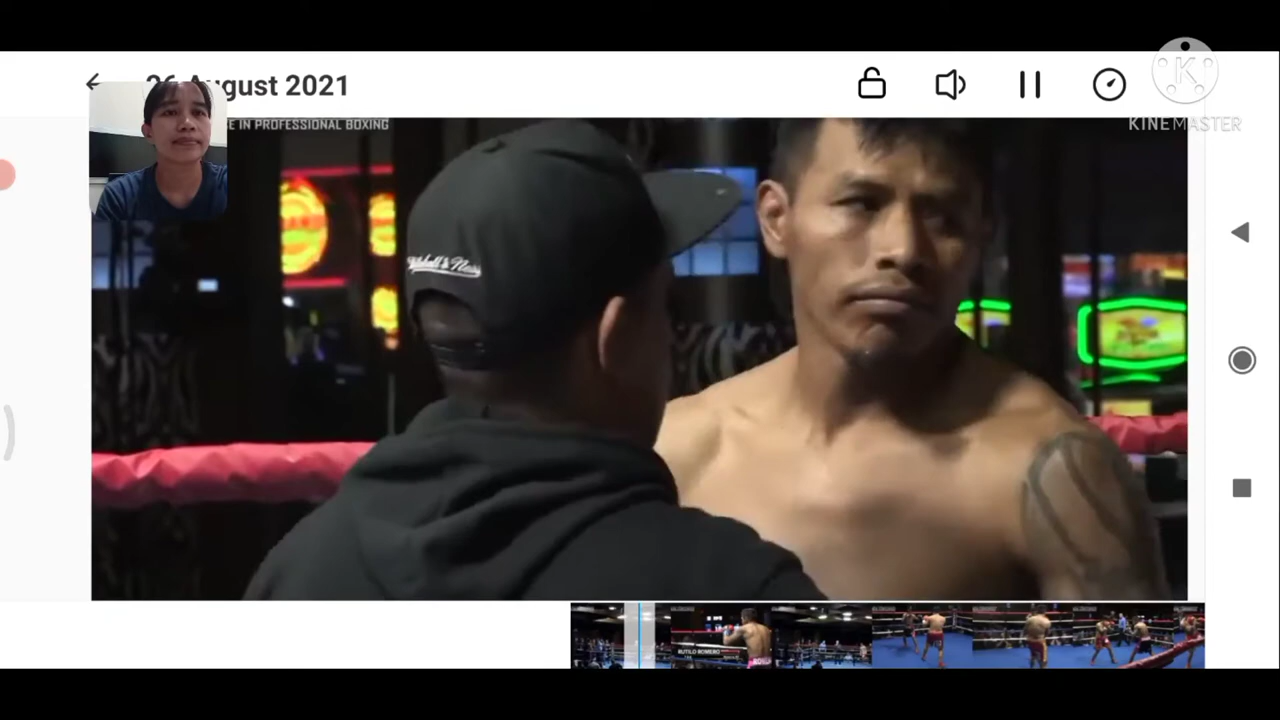 26 August 2021
K
KINEMASTER
E IN PROFESSIONAL BOXING
Mitchell & Ness
RUTILO ROMERO